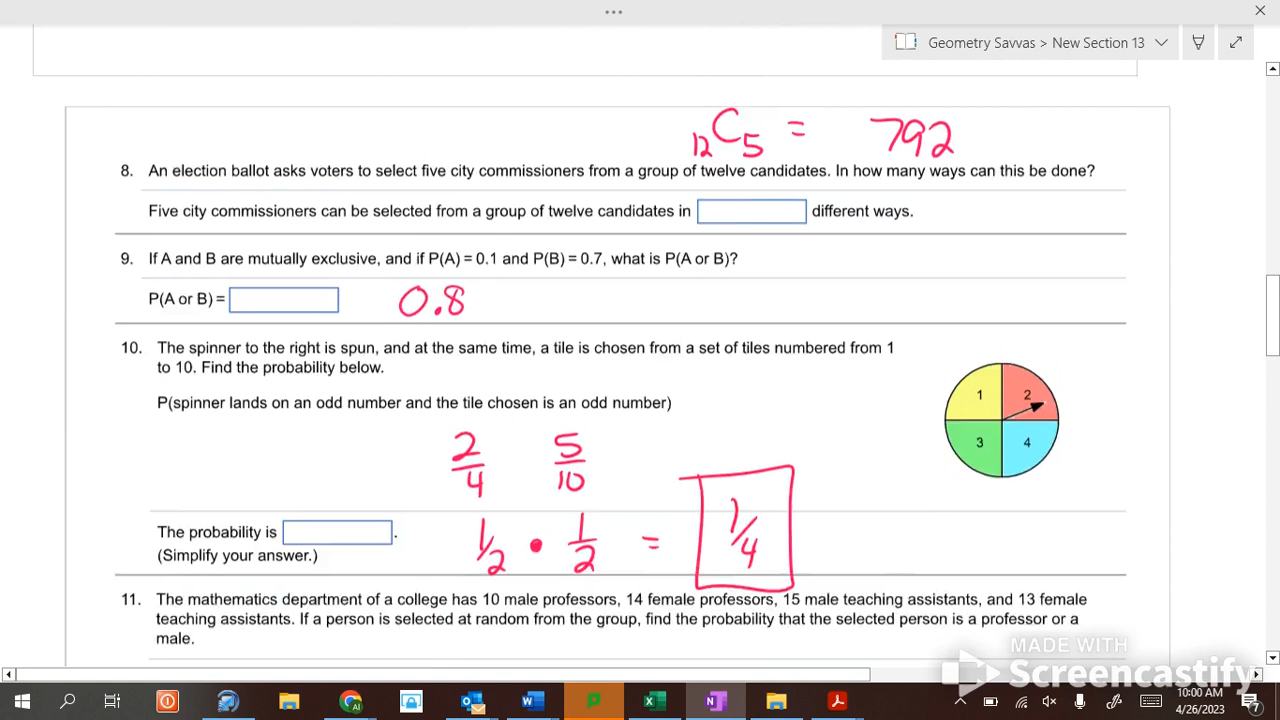 Geometry Savvas > New Section 13
₁₂C₅ = 792
8. An election ballot asks voters to select five city commissioners from a group of twelve candidates. In how many ways can this be done?
Five city commissioners can be selected from a group of twelve candidates in different ways.
9. If A and B are mutually exclusive, and if P(A) = 0.1 and P(B) = 0.7, what is P(A or B)?
P(A or B) = 0.8
10. The spinner to the right is spun, and at the same time, a tile is chosen from a set of tiles numbered from 1
to 10. Find the probability below.
1 2
P(spinner lands on an odd number and the tile chosen is an odd number)
3 4
2/4 5/10
The probability is .
1/2 • 1/2 = 1/4
(Simplify your answer.)
11. The mathematics department of a college has 10 male professors, 14 female professors, 15 male teaching assistants, and 13 female
teaching assistants. If a person is selected at random from the group, find the probability that the selected person is a professor or a
male.
MADE WITH
Screencastify
10:00 AM
4/26/2023
7